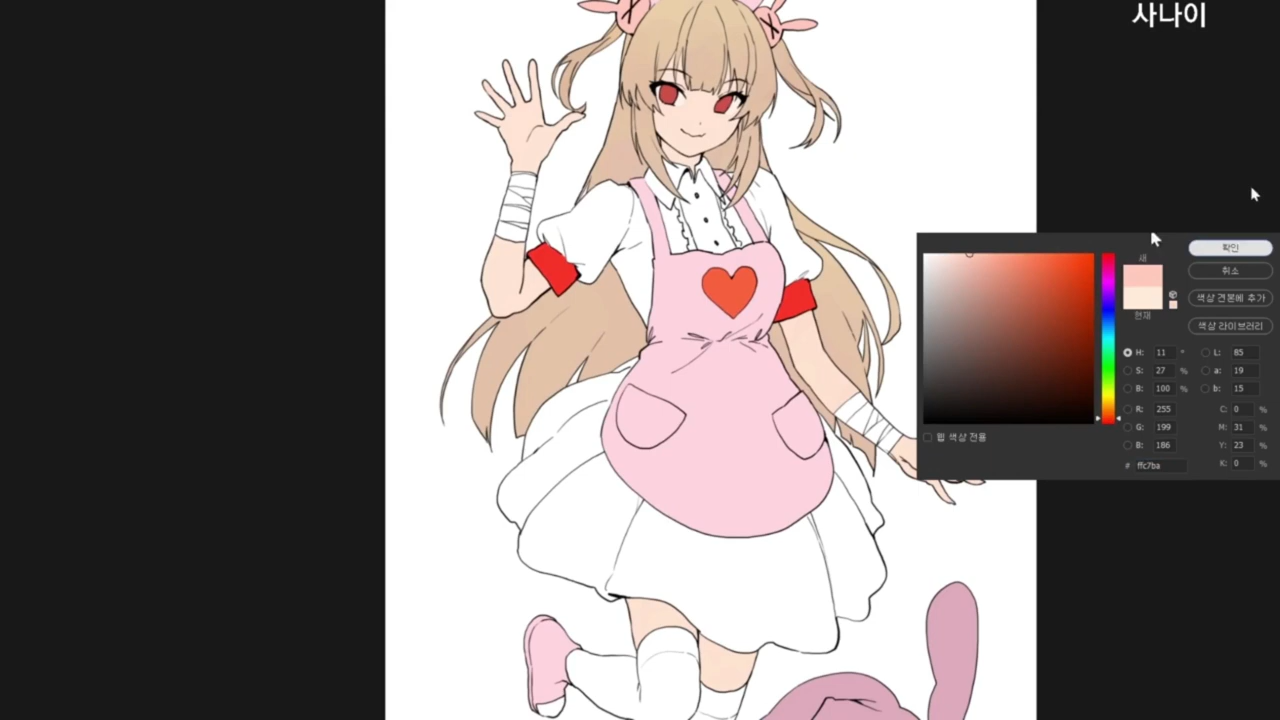 사나이
확인
새
취소
색상 견본에 추가
현재
색상 라이브러리
H: 11 °
L: 85
S: 27 %
a: 19
B: 100 %
b: 15
R: 255
C: 0 %
G: 199
M: 31 %
B: 186
Y: 23 %
웹 색상 전용
# ffc7ba
K: 0 %